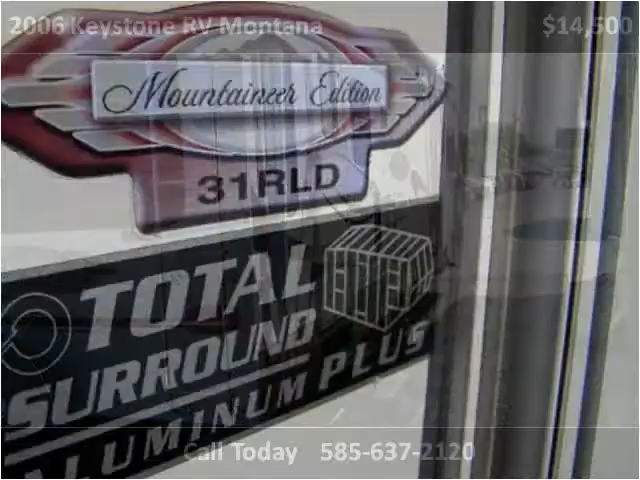 2006 Keystone RV Montana $14,500
Mountaineer Edition
31RLD
TOTAL
SURROUND
ALUMINUM PLUS
Call Today 585-637-2120